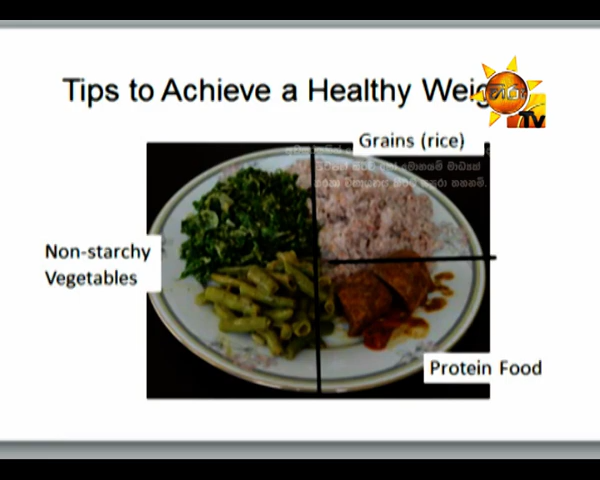 Tips to Achieve a Healthy Weig
හිරු
TV
Grains (rice)
Non-starchy
Vegetables
Protein Food